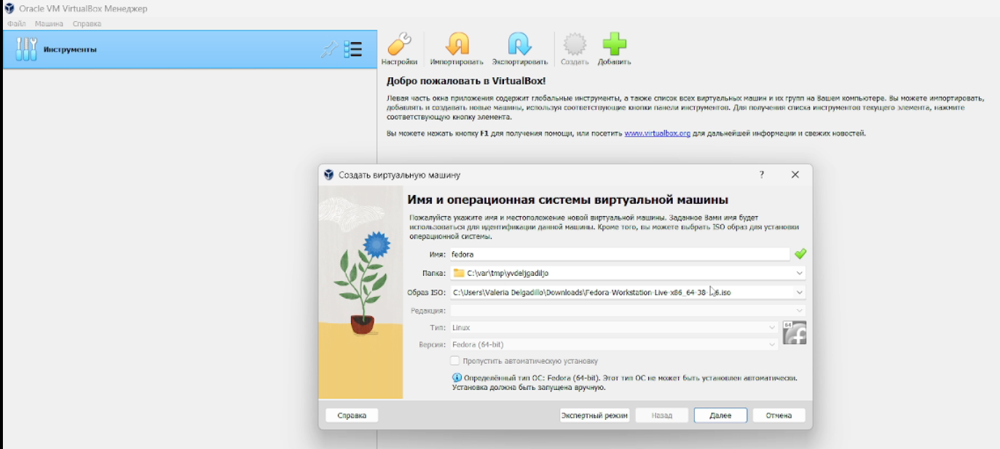 Oracle VM VirtualBox Менеджер
Файл Машина Справка
Инструменты
Настройки Импортировать Экспортировать Создать Добавить
Добро пожаловать в VirtualBox!
Левая часть окна приложения содержит глобальные инструменты, а также список всех виртуальных машин и их групп на Вашем компьютере. Вы можете импортировать,
добавлять и создавать новые машины, используя соответствующие кнопки панели инструментов. Для получения списка инструментов текущего элемента, нажмите
соответствующую кнопку элемента.
Вы можете нажать кнопку F1 для получения помощи, или посетить www.virtualbox.org для дальнейшей информации и свежих новостей.
Создать виртуальную машину ?
Имя и операционная системы виртуальной машины
Пожалуйста укажите имя и местоположение новой виртуальной машины. Заданное Вами имя будет
использоваться для идентификации данной машины. Кроме того, вы можете выбрать ISO образ для установки
операционной системы.
Имя: fedora
Папка: C:\var\tmp\yvdeljgadiljo
Образ ISO: C:\Users\Valeria Delgadillo\Downloads\Fedora-Workstation-Live-x86_64-38-
Редакция:
Тип: Linux
64
Версия: Fedora (64-bit)
Пропустить автоматическую установку
Определённый тип ОС: Fedora (64-bit). Этот тип ОС не может быть установлен автоматически.
Установка должна быть запущена вручную.
Справка Экспертный режим Назад Далее Отмена